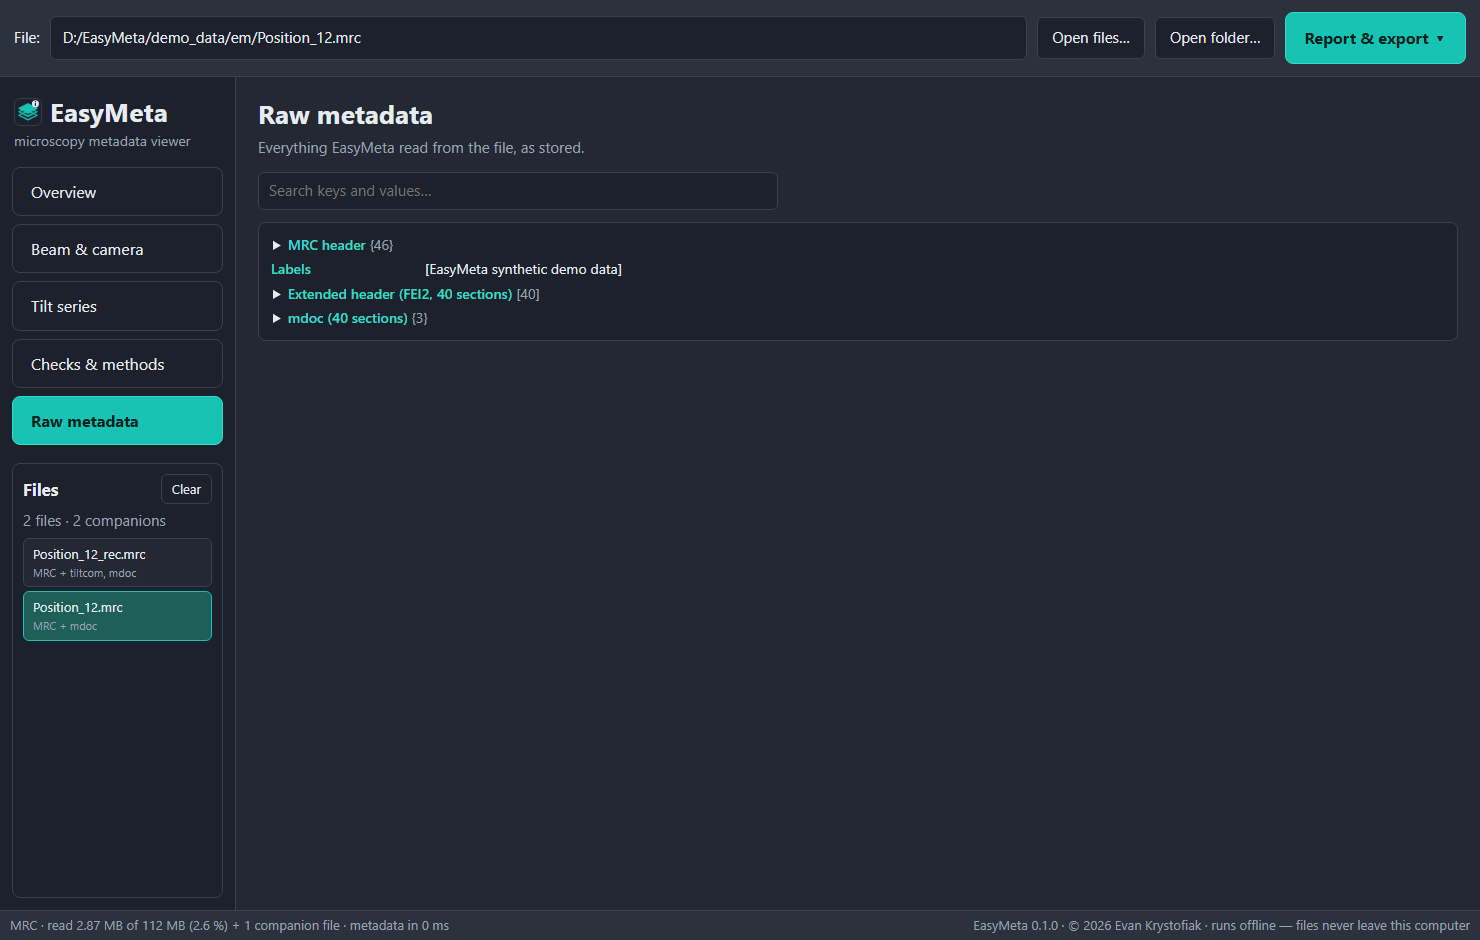 File:
D:/EasyMeta/demo_data/em/Position_12.mrc
Open files...
Open folder...
Report & export ▾
EasyMeta
microscopy metadata viewer
Overview
Beam & camera
Tilt series
Checks & methods
Raw metadata
Files
Clear
2 files · 2 companions
Position_12_rec.mrc
MRC + tiltcom, mdoc
Position_12.mrc
MRC + mdoc
Raw metadata
Everything EasyMeta read from the file, as stored.
Search keys and values...
▶ MRC header {46}
Labels [EasyMeta synthetic demo data]
▶ Extended header (FEI2, 40 sections) [40]
▶ mdoc (40 sections) {3}
MRC · read 2.87 MB of 112 MB (2.6 %) + 1 companion file · metadata in 0 ms
EasyMeta 0.1.0 · © 2026 Evan Krystofiak · runs offline — files never leave this computer